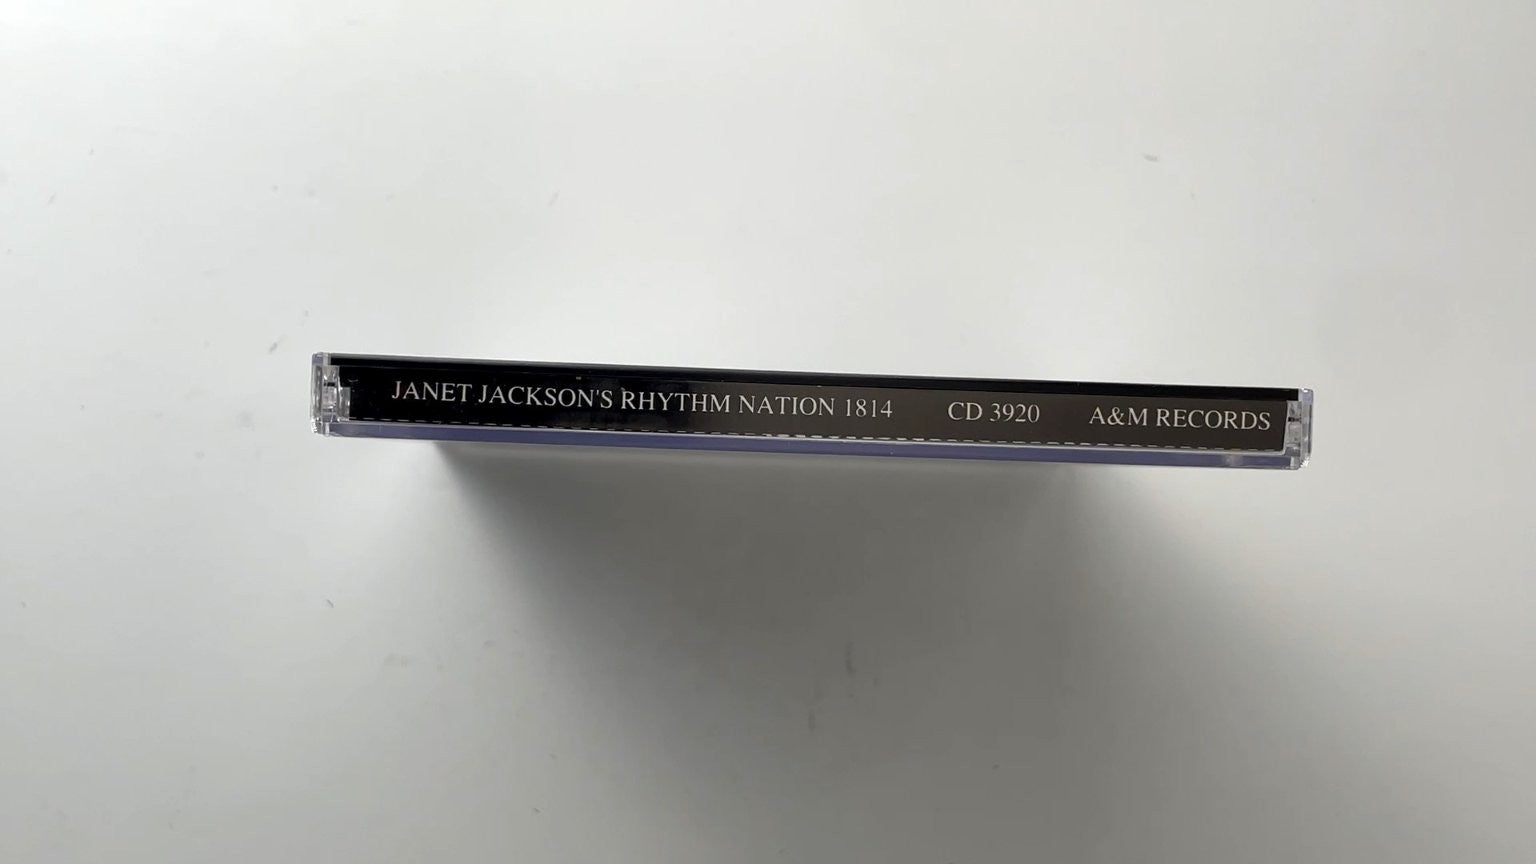 JANET JACKSON'S RHYTHM NATION 1814 CD 3920 A&M RECORDS